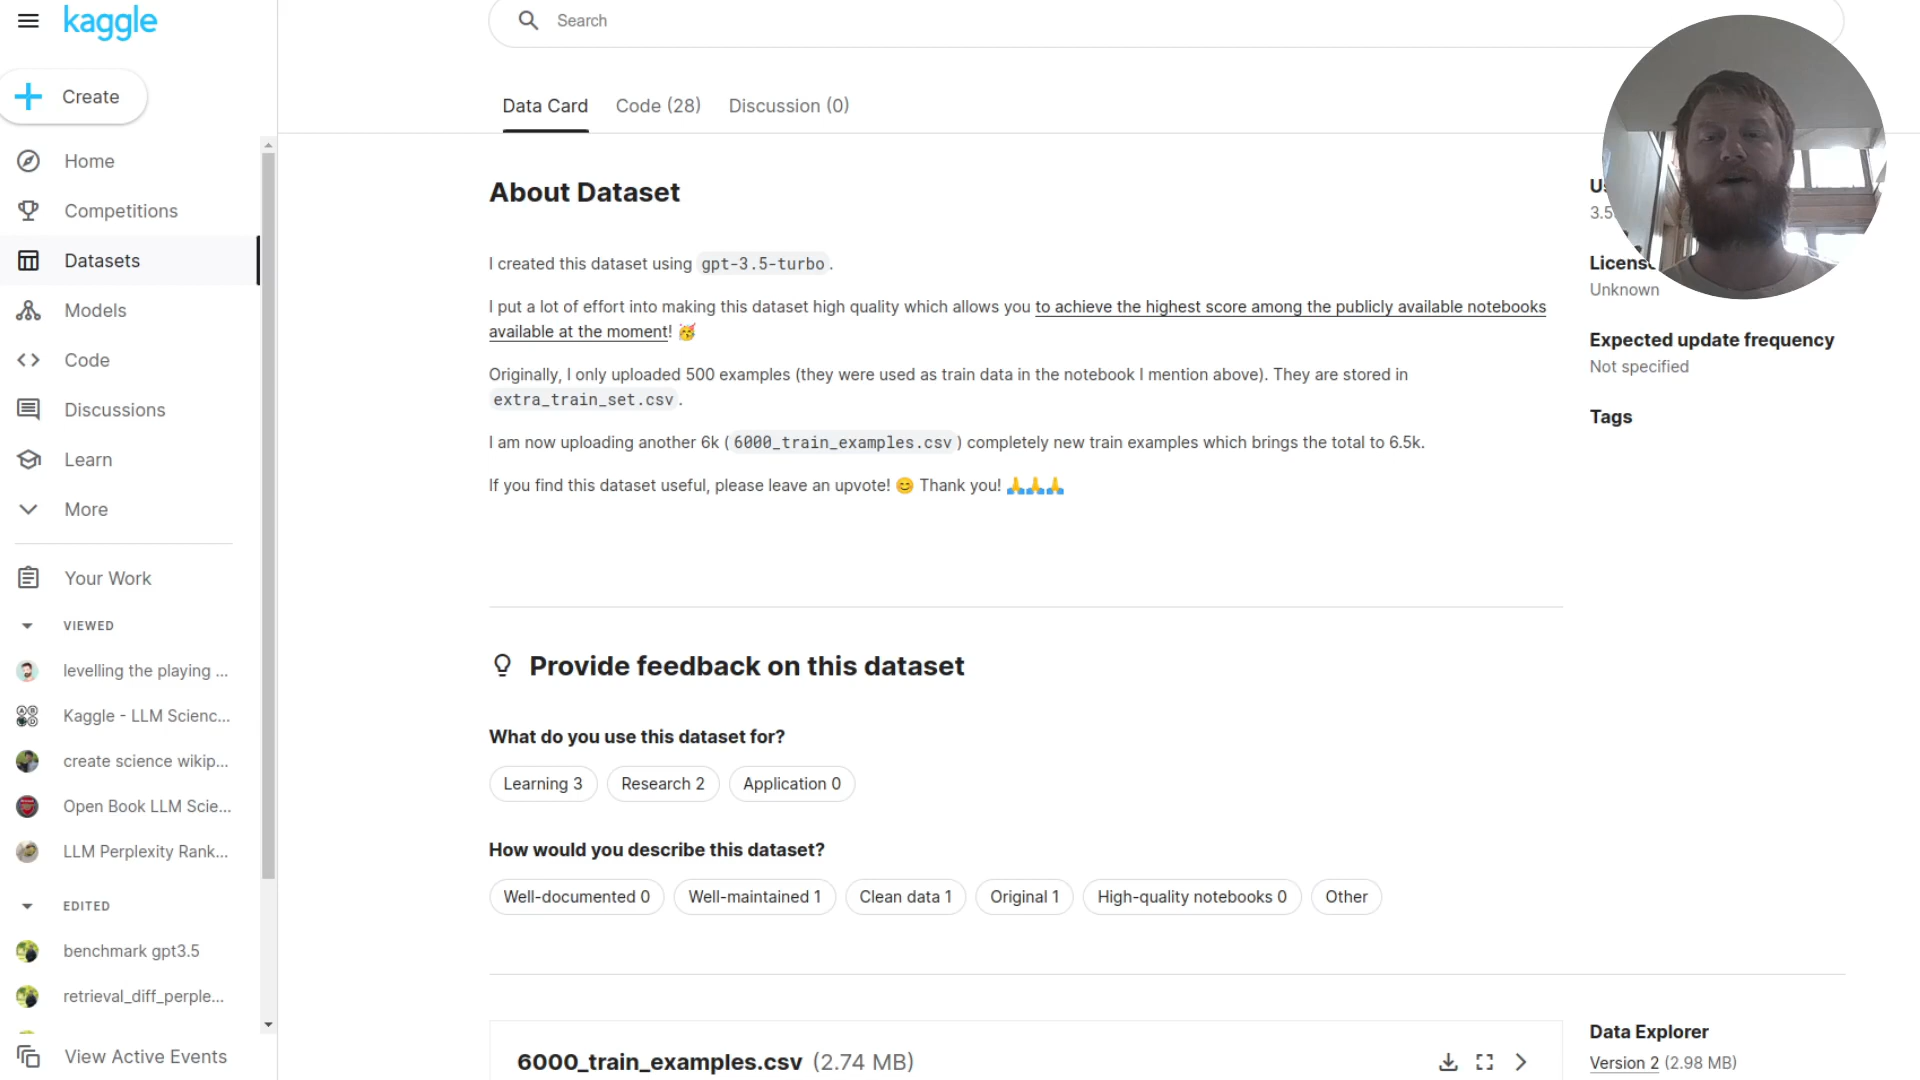 kaggle
Search
Create
Data Card
Code (28)
Discussion (0)
Home
Competitions
Datasets
Models
Code
Discussions
Learn
More
Your Work
VIEWED
levelling the playing ...
Kaggle - LLM Scienc...
create science wikip...
Open Book LLM Scie...
LLM Perplexity Rank...
EDITED
benchmark gpt3.5
retrieval_diff_perple...
View Active Events
About Dataset
I created this dataset using gpt-3.5-turbo.
I put a lot of effort into making this dataset high quality which allows you to achieve the highest score among the publicly available notebooks
available at the moment! 🥳
Originally, I only uploaded 500 examples (they were used as train data in the notebook I mention above). They are stored in
extra_train_set.csv.
I am now uploading another 6k (6000_train_examples.csv) completely new train examples which brings the total to 6.5k.
If you find this dataset useful, please leave an upvote! 😊 Thank you! 🙏🙏🙏
Provide feedback on this dataset
What do you use this dataset for?
Learning 3
Research 2
Application 0
How would you describe this dataset?
Well-documented 0
Well-maintained 1
Clean data 1
Original 1
High-quality notebooks 0
Other
6000_train_examples.csv (2.74 MB)
Unknown
Expected update frequency
Not specified
Tags
Data Explorer
Version 2 (2.98 MB)